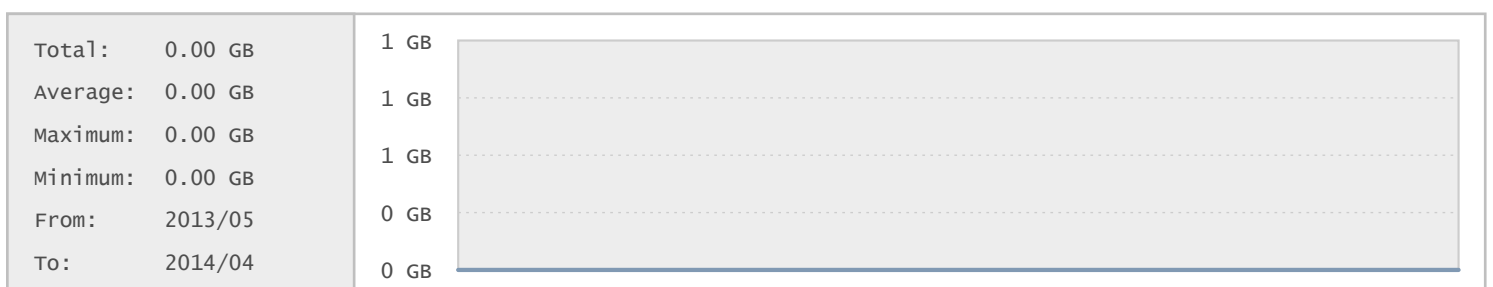 Total: 0.00 GB
Average: 0.00 GB
Maximum: 0.00 GB
Minimum: 0.00 GB
From: 2013/05
To: 2014/04
1 GB
1 GB
1 GB
0 GB
0 GB